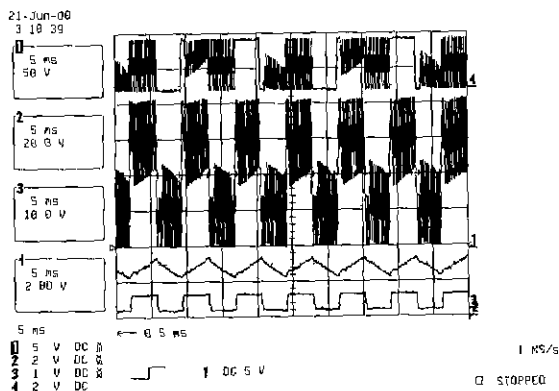 21-Jun-00
3 10 39
1
5 ms
50 V
2
5 ms
20 0 V
3
5 ms
10 0 V
4
5 ms
2 00 V
4
1
5 ms
← 0 5 ms
1 5 V DC
2 2 V DC
3 1 V DC
4 2 V DC
1 DC 5 V
1 MS/s
STOPPED